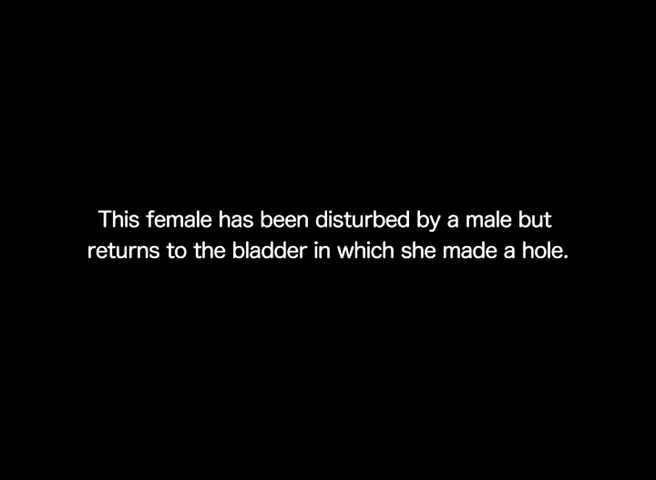 This female has been disturbed by a male but
returns to the bladder in which she made a hole.